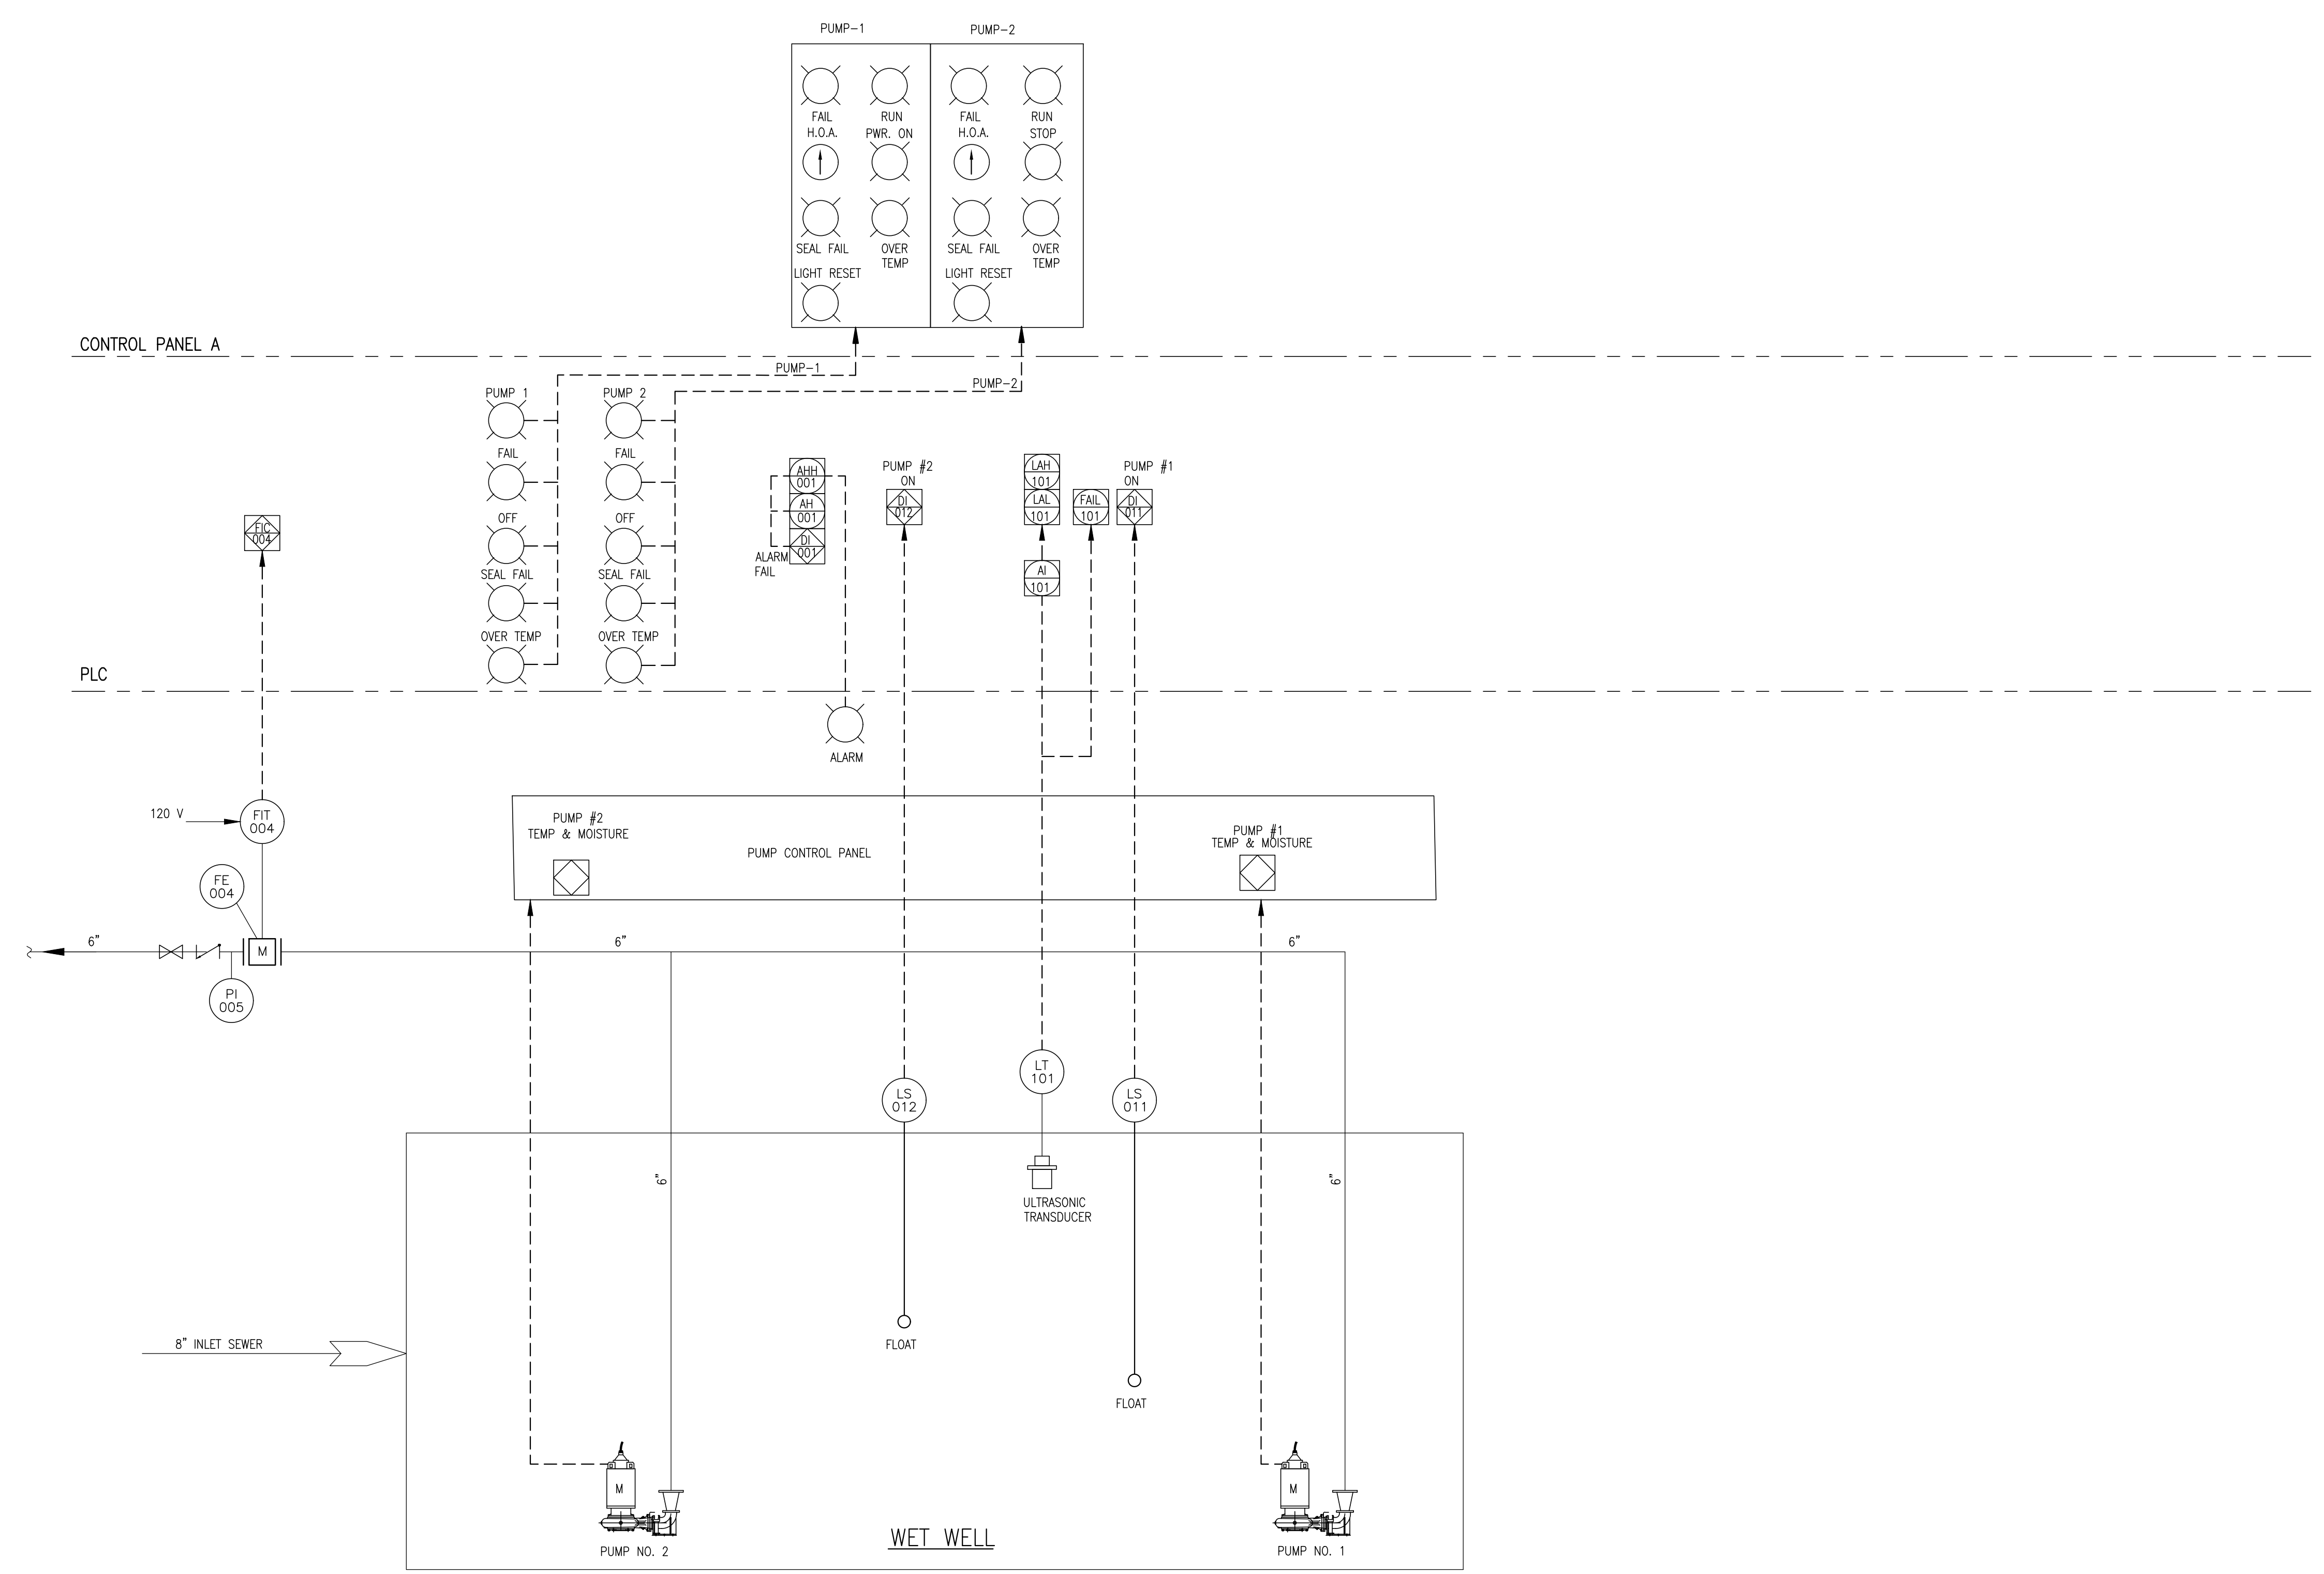 PUMP-1
PUMP-2
FAIL
RUN
FAIL
RUN
H.O.A.
PWR. ON
H.O.A.
STOP
SEAL FAIL
OVER
TEMP
SEAL FAIL
OVER
TEMP
LIGHT RESET
LIGHT RESET
CONTROL PANEL A
PUMP-1
PUMP-2
PUMP 1
PUMP 2
FAIL
FAIL
OFF
OFF
SEAL FAIL
SEAL FAIL
OVER TEMP
OVER TEMP
AHH
001
AH
001
DI
001
ALARM
FAIL
PUMP #2
ON
DI
012
LAH
101
LAL
101
FAIL
101
PUMP #1
ON
DI
011
AI
101
FIC
004
PLC
ALARM
120 V
FIT
004
PUMP #2
TEMP & MOISTURE
PUMP CONTROL PANEL
PUMP #1
TEMP & MOISTURE
FE
004
6"
M
6"
6"
PI
005
LS
012
LT
101
LS
011
6"
6"
ULTRASONIC
TRANSDUCER
8" INLET SEWER
FLOAT
FLOAT
M
M
PUMP NO. 2
WET WELL
PUMP NO. 1